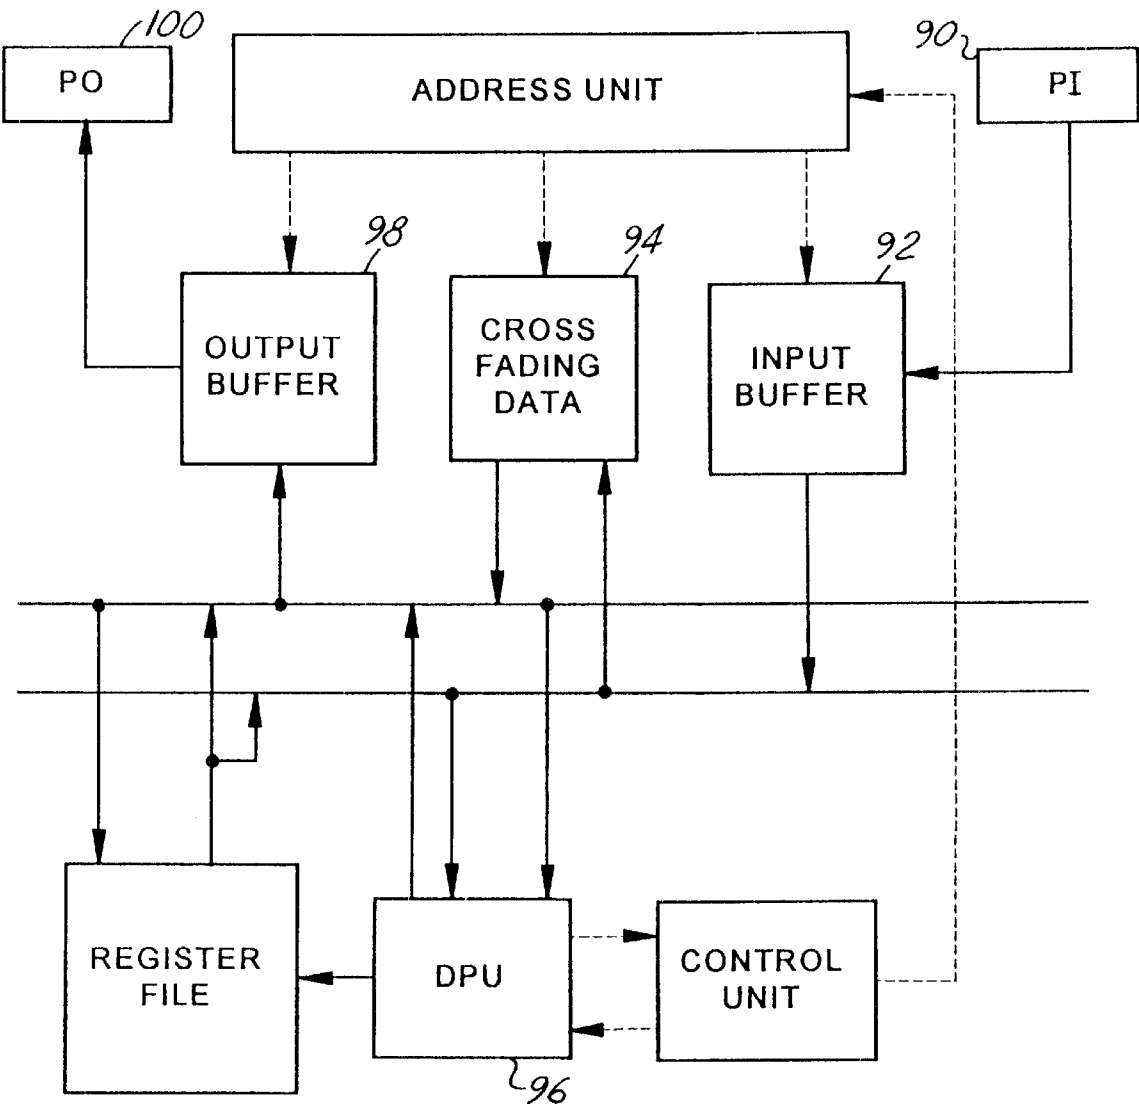 100
PO
ADDRESS UNIT
90
PI
98
OUTPUT
BUFFER
94
CROSS
FADING
DATA
92
INPUT
BUFFER
REGISTER
FILE
DPU
96
CONTROL
UNIT